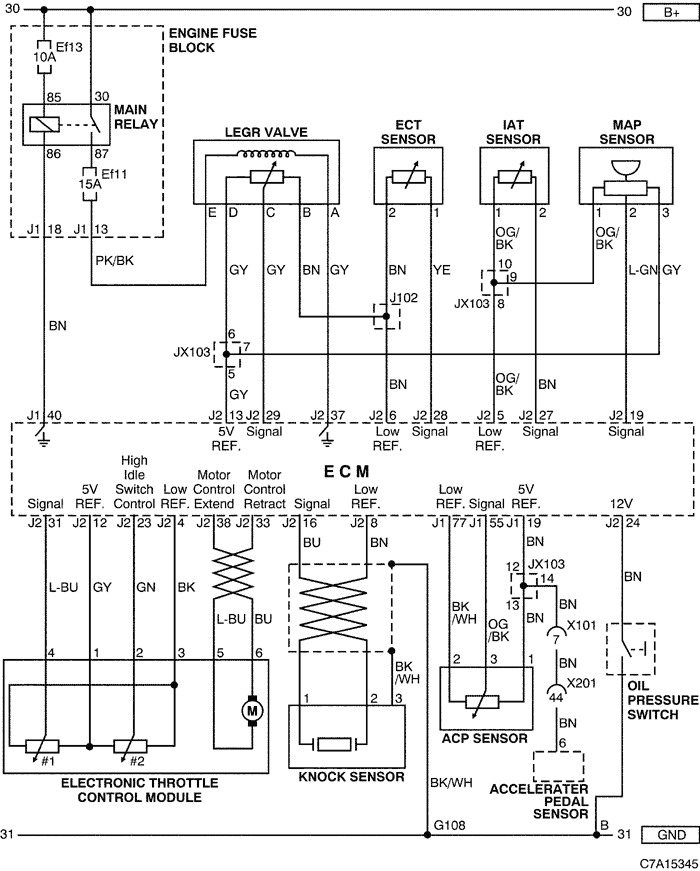 30
30
B+
ENGINE FUSE
BLOCK
Ef13
10A
85
30
MAIN
RELAY
86
87
Ef11
15A
J1 18
J1 13
LEGR VALVE
ECT
SENSOR
IAT
SENSOR
MAP
SENSOR
E D C B A
2 1
1 2
1 2 3
PK/BK
GY
GY
BN
GY
BN
YE
OG/
BK
OG/
BK
L-GN
GY
10
9
JX103
8
J102
BN
6
JX103
7
5
GY
BN
OG/
BK
BN
J1 40
J2 13
J2 29
J2 37
J2 6
J2 28
J2 5
J2 27
J2 19
5V
REF.
Signal
Low
REF.
Signal
Low
REF.
Signal
Signal
ECM
Signal
5V
REF.
High
Idle
Switch
Control
Low
REF.
Motor
Control
Extend
Motor
Control
Retract
Signal
Low
REF.
Low
REF.
Signal
5V
REF.
12V
J2 31
J2 12
J2 23
J2 4
J2 38
J2 33
J2 16
J2 8
J1 77
J1 55
J1 19
J2 24
L-BU
GY
GN
BK
L-BU
BU
BU
BN
BN
12
JX103
14
13
BN
BN
BN
BK
/WH
OG
/BK
X101
7
BN
X201
44
BN
6
BK
/WH
4 1 2 3 5 6
M
#1
#2
ELECTRONIC THROTTLE
CONTROL MODULE
1 2 3
KNOCK SENSOR
2 3 1
ACP SENSOR
OIL
PRESSURE
SWITCH
BK/WH
ACCELERATER
PEDAL
SENSOR
31
G108
B
31
GND
C7A15345